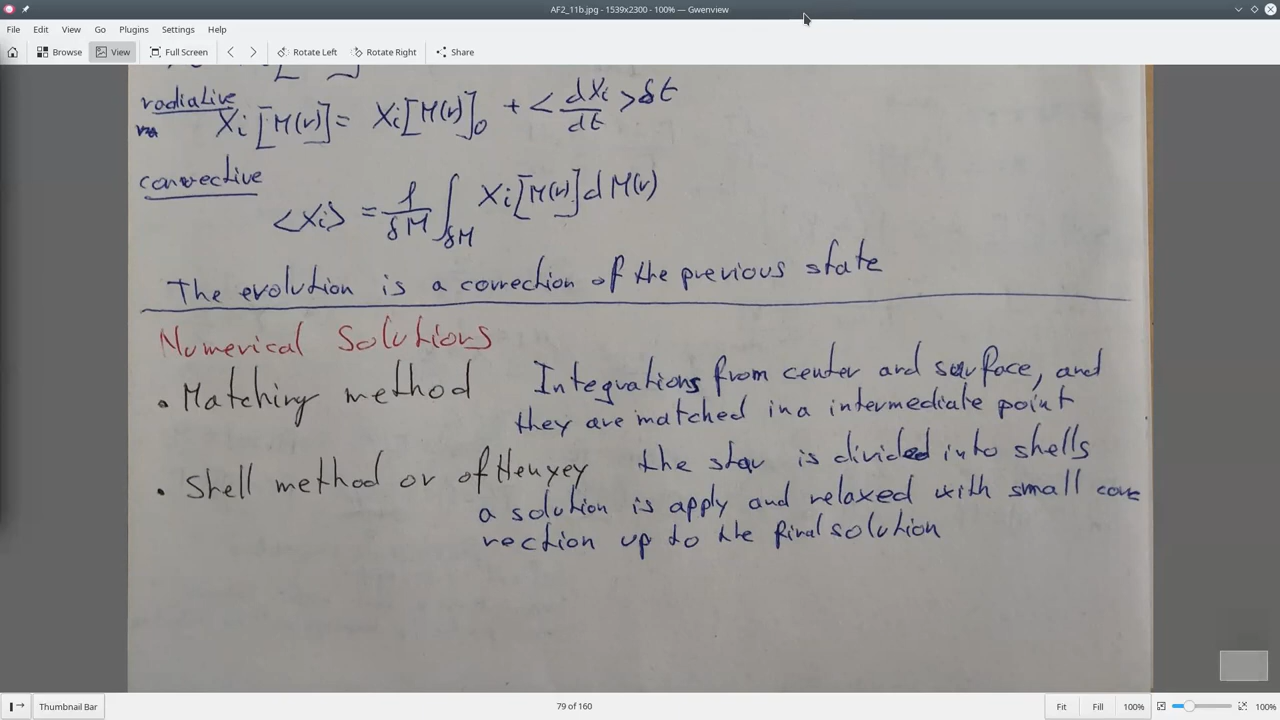 AF2_11b.jpg - 1539x2300 - 100% — Gwenview
File Edit View Go Plugins Settings Help
Browse View Full Screen Rotate Left Rotate Right Share
radiative
Xi [M(r)] = Xi[M(r)]0 + < dXi/dt > δt
convective
<Xi> = 1/δM ∫δM Xi[M(r)] d M(r)
The evolution is a correction of the previous state
Numerical Solutions
• Matching method Integrations from center and surface, and
they are matched in a intermediate point
• Shell method or of Henyey the star is divided into shells
a solution is apply and relaxed with small corre
rection up to the final solution
Thumbnail Bar 79 of 160 Fit Fill 100% 100%